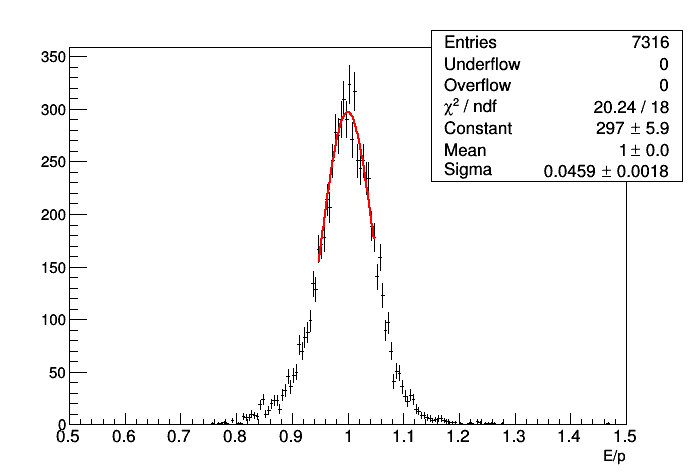 Entries 7316
Underflow 0
Overflow 0
χ² / ndf 20.24 / 18
Constant 297 ± 5.9
Mean 1 ± 0.0
Sigma 0.0459 ± 0.0018
350
300
250
200
150
100
50
0
0.5 0.6 0.7 0.8 0.9 1 1.1 1.2 1.3 1.4 1.5
E/p